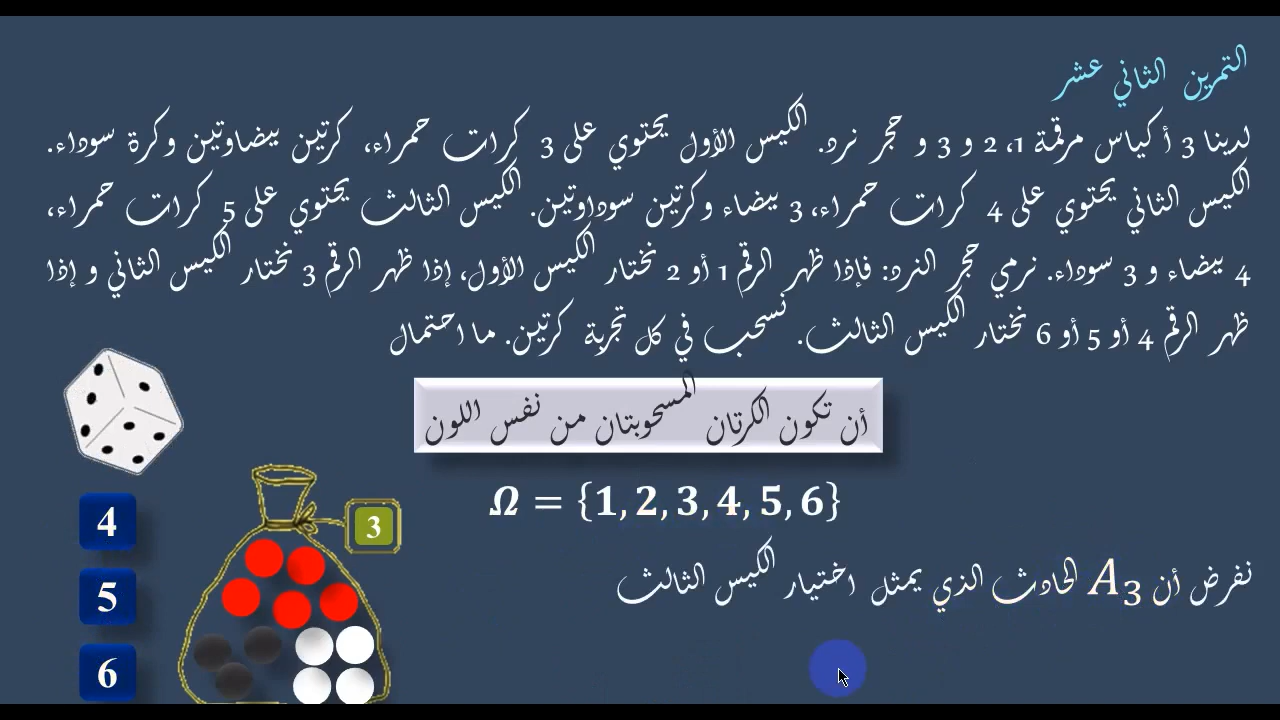 التمرين الثاني عشر
لدينا 3 أكياس مرقمة 1، 2 و 3 و حجر نرد. الكيس الأول يحتوي على 3 كرات حمراء، كرتين بيضاوتين وكرة سوداء.
الكيس الثاني يحتوي على 4 كرات حمراء، 3 بيضاء وكرتين سوداوتين. الكيس الثالث يحتوي على 5 كرات حمراء،
4 بيضاء و 3 سوداء. نرمي حجر النرد: فإذا ظهر الرقم 1 أو 2 نختار الكيس الأول، إذا ظهر الرقم 3 نختار الكيس الثاني و إذا
ظهر الرقم 4 أو 5 أو 6 نختار الكيس الثالث. نسحب في كل تجربة كرتين. ما احتمال
أن تكون الكرتان المسحوبتان من نفس اللون
Ω = {1, 2, 3, 4, 5, 6}
نفرض أن A₃ الحادث الذي يمثل اختيار الكيس الثالث
3
4
5
6